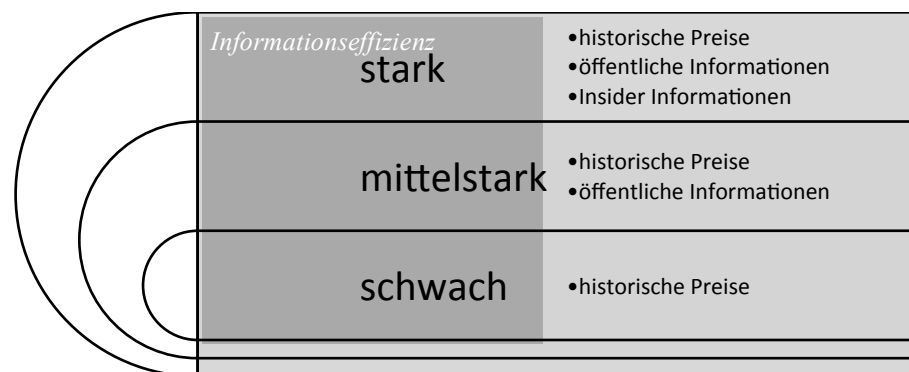 Informationseffizienz
stark
•historische Preise
•öffentliche Informationen
•Insider Informationen
mittelstark
•historische Preise
•öffentliche Informationen
schwach
•historische Preise